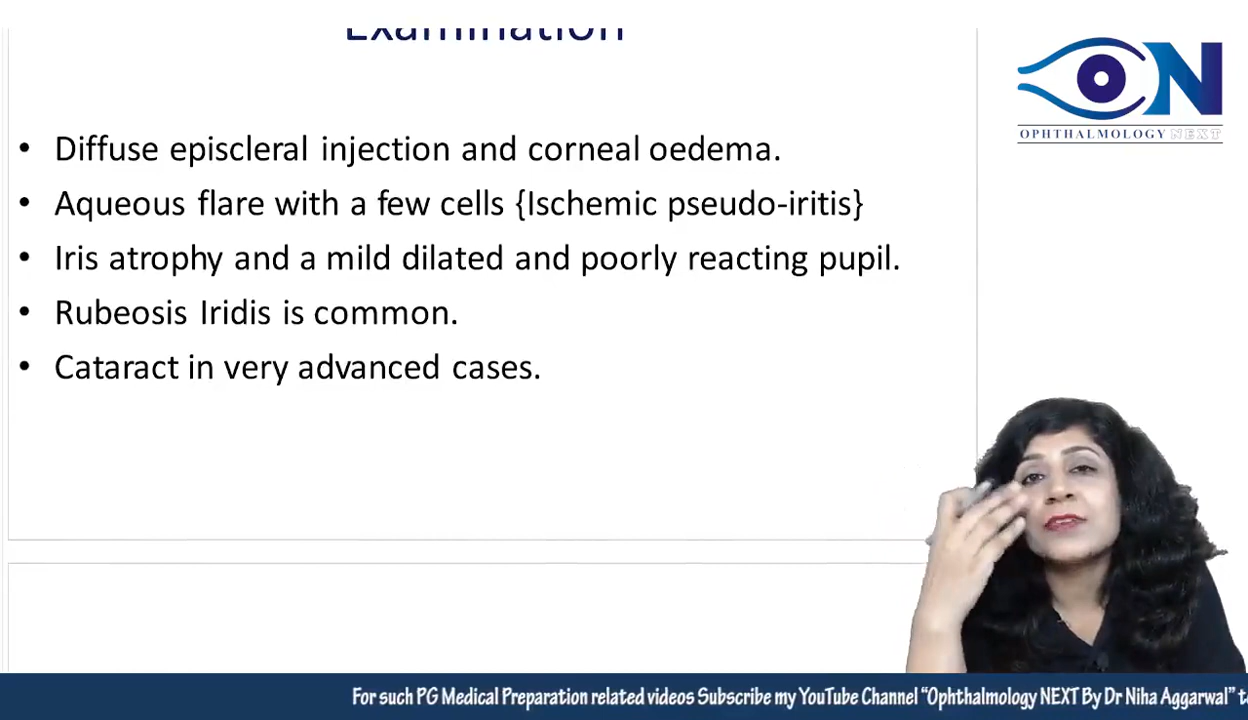 Examination
• Diffuse episcleral injection and corneal oedema.
• Aqueous flare with a few cells {Ischemic pseudo-iritis}
• Iris atrophy and a mild dilated and poorly reacting pupil.
• Rubeosis Iridis is common.
• Cataract in very advanced cases.
ON
OPHTHALMOLOGY NEXT
For such PG Medical Preparation related videos Subscribe my YouTube Channel “Ophthalmology NEXT By Dr Niha Aggarwal” t